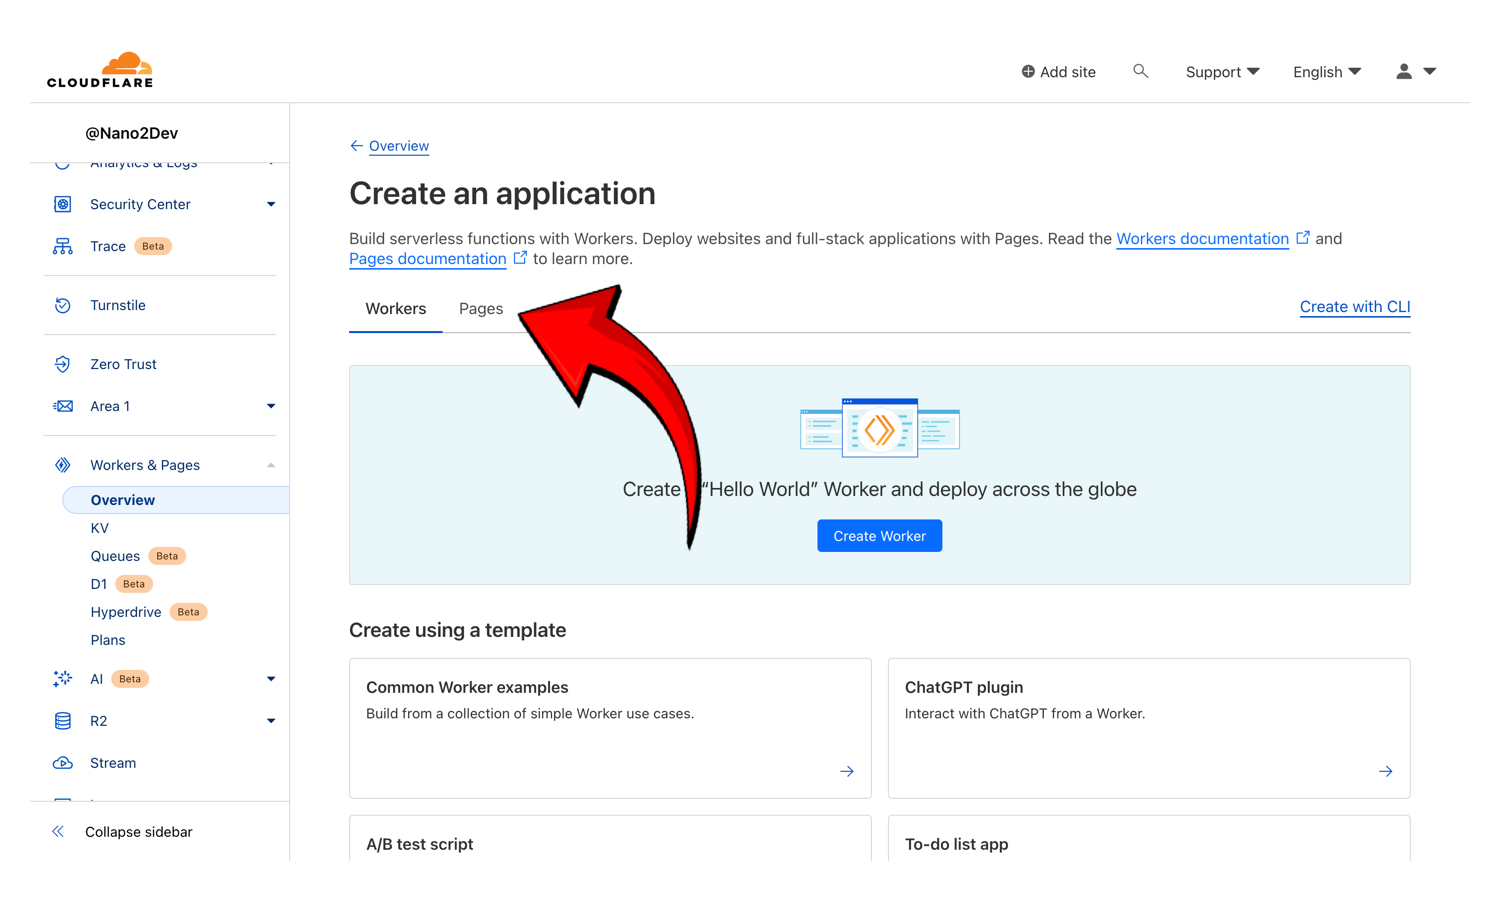 CLOUDFLARE
Add site
Support
English
@Nano2Dev
Analytics & Logs
Security Center
Trace Beta
Turnstile
Zero Trust
Area 1
Workers & Pages
Overview
KV
Queues Beta
D1 Beta
Hyperdrive Beta
Plans
AI Beta
R2
Stream
Collapse sidebar
Overview
Create an application
Build serverless functions with Workers. Deploy websites and full-stack applications with Pages. Read the Workers documentation and
Pages documentation to learn more.
Workers Pages
Create with CLI
Create “Hello World” Worker and deploy across the globe
Create Worker
Create using a template
Common Worker examples
Build from a collection of simple Worker use cases.
ChatGPT plugin
Interact with ChatGPT from a Worker.
A/B test script
To-do list app